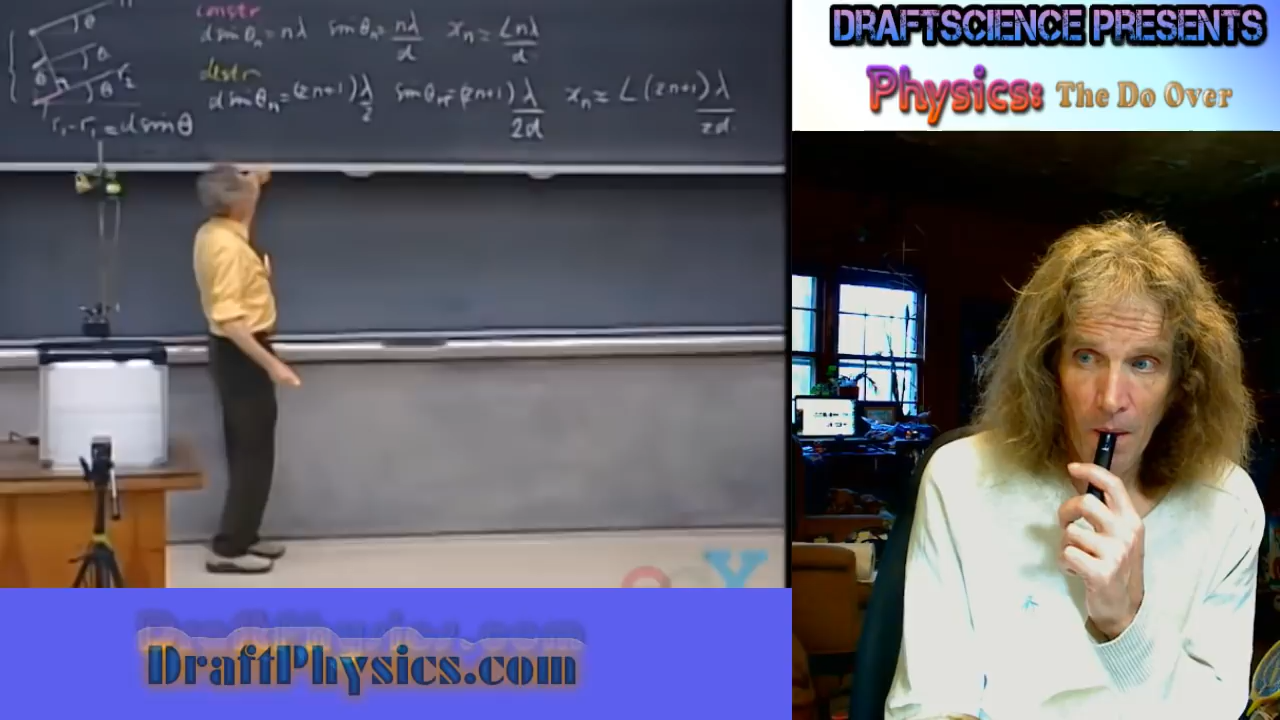 DRAFTSCIENCE PRESENTS
Physics: The Do Over
constr
d sin θₙ = nλ sin θₙ = nλ/d xₙ ≈ Lnλ/d
destr
d sin θₙ = (2n+1) λ/2 sin θₙ = (2n+1) λ/2d xₙ ≈ L (2n+1) λ/2d
θ
θ
θ r₂
r₂ - r₁ = d sin θ
DraftPhysics.com